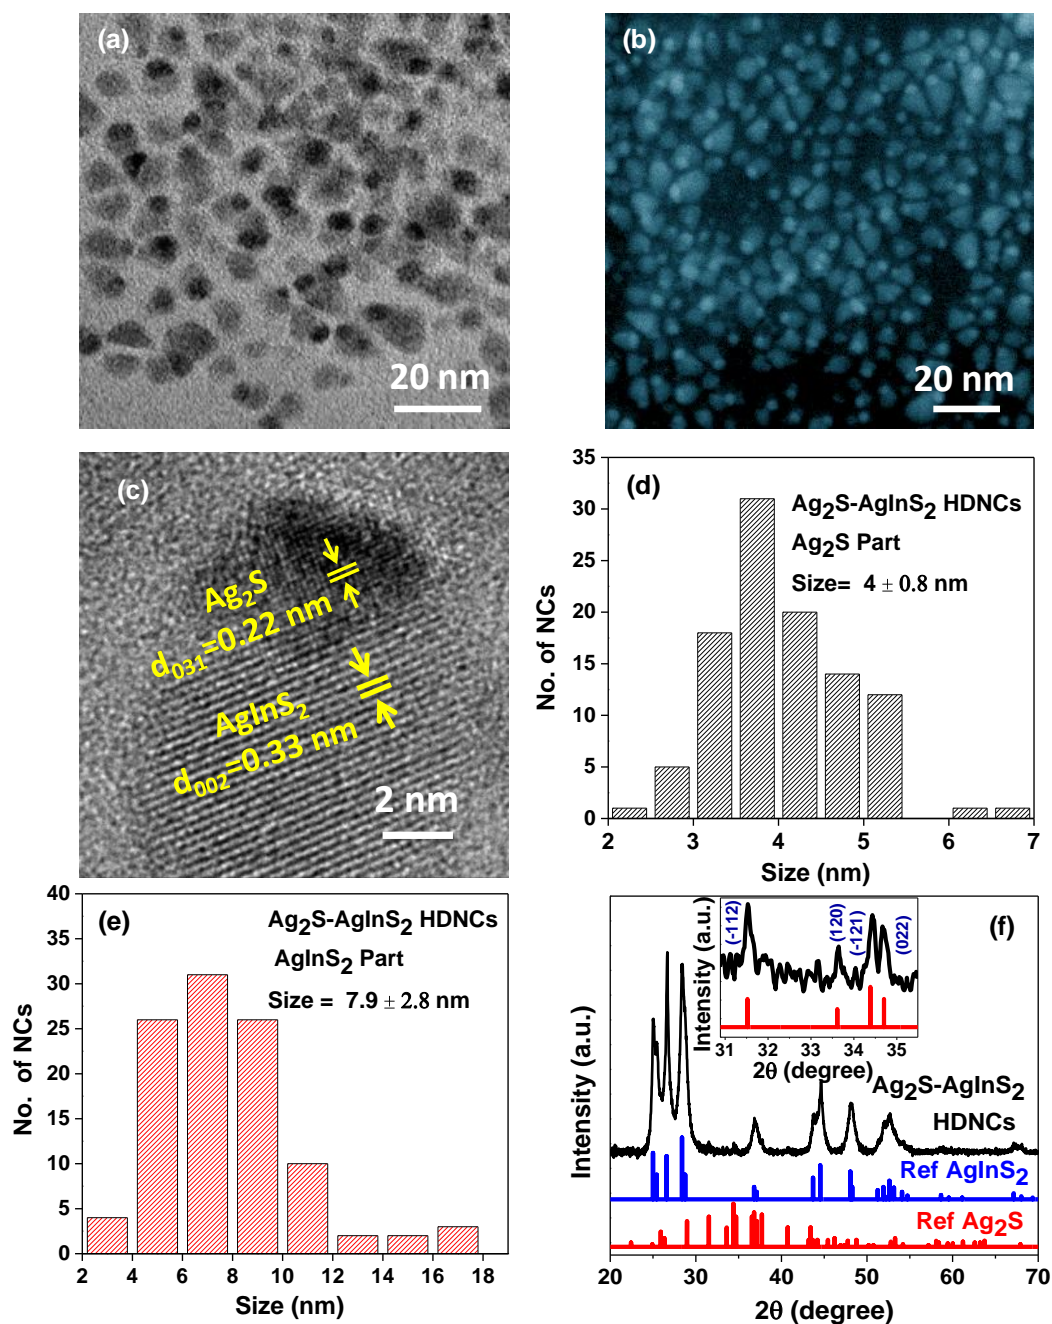 (a)
20 nm
(b)
20 nm
(c)
Ag₂S
d₀₃₁=0.22 nm
AgInS₂
d₀₀₂=0.33 nm
2 nm
(d)
Ag₂S-AgInS₂ HDNCs
Ag₂S Part
Size= 4 ± 0.8 nm
No. of NCs
35
30
25
20
15
10
5
0
2 3 4 5 6 7
Size (nm)
(e)
Ag₂S-AgInS₂ HDNCs
AgInS₂ Part
Size = 7.9 ± 2.8 nm
No. of NCs
40
35
30
25
20
15
10
5
0
2 4 6 8 10 12 14 16 18
Size (nm)
(f)
Intensity (a.u.)
(-112)
(120)
(-121)
(022)
31 32 33 34 35
2θ (degree)
Intensity (a.u.)
Ag₂S-AgInS₂
HDNCs
Ref AgInS₂
Ref Ag₂S
20 30 40 50 60 70
2θ (degree)